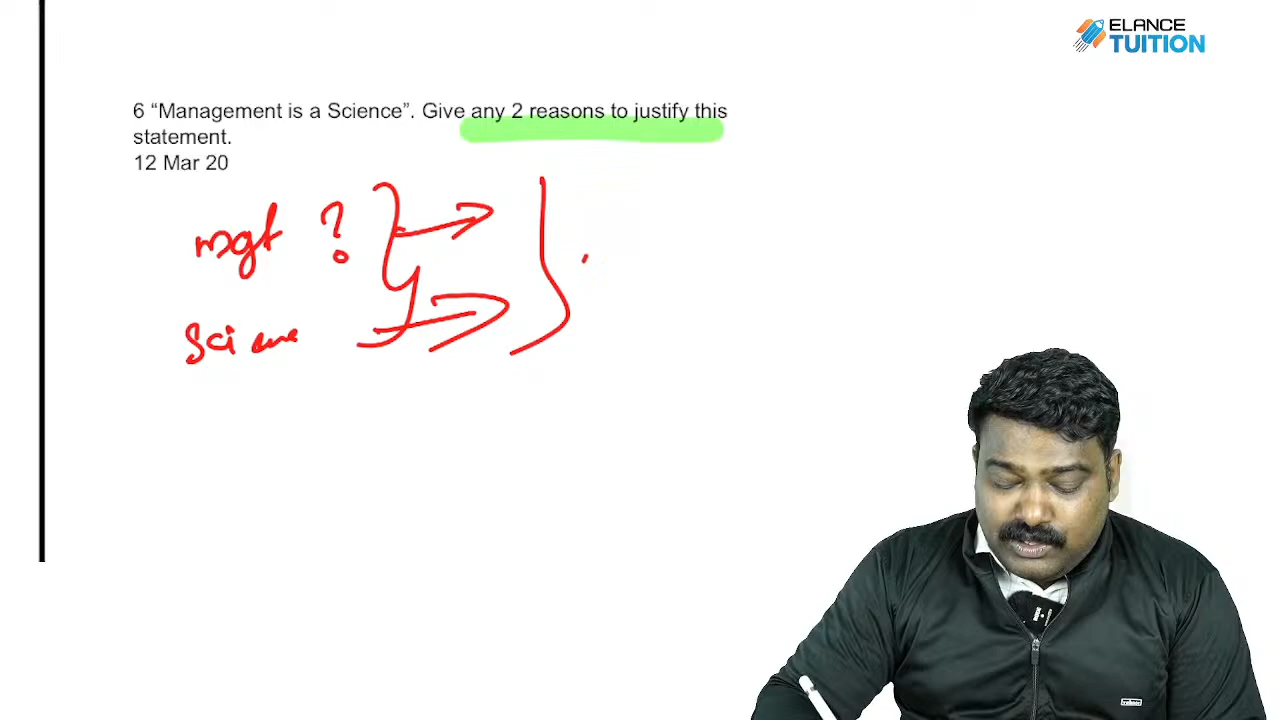 ELANCE
TUITION
6 “Management is a Science”. Give any 2 reasons to justify this
statement.
12 Mar 20
mgt ?
Science